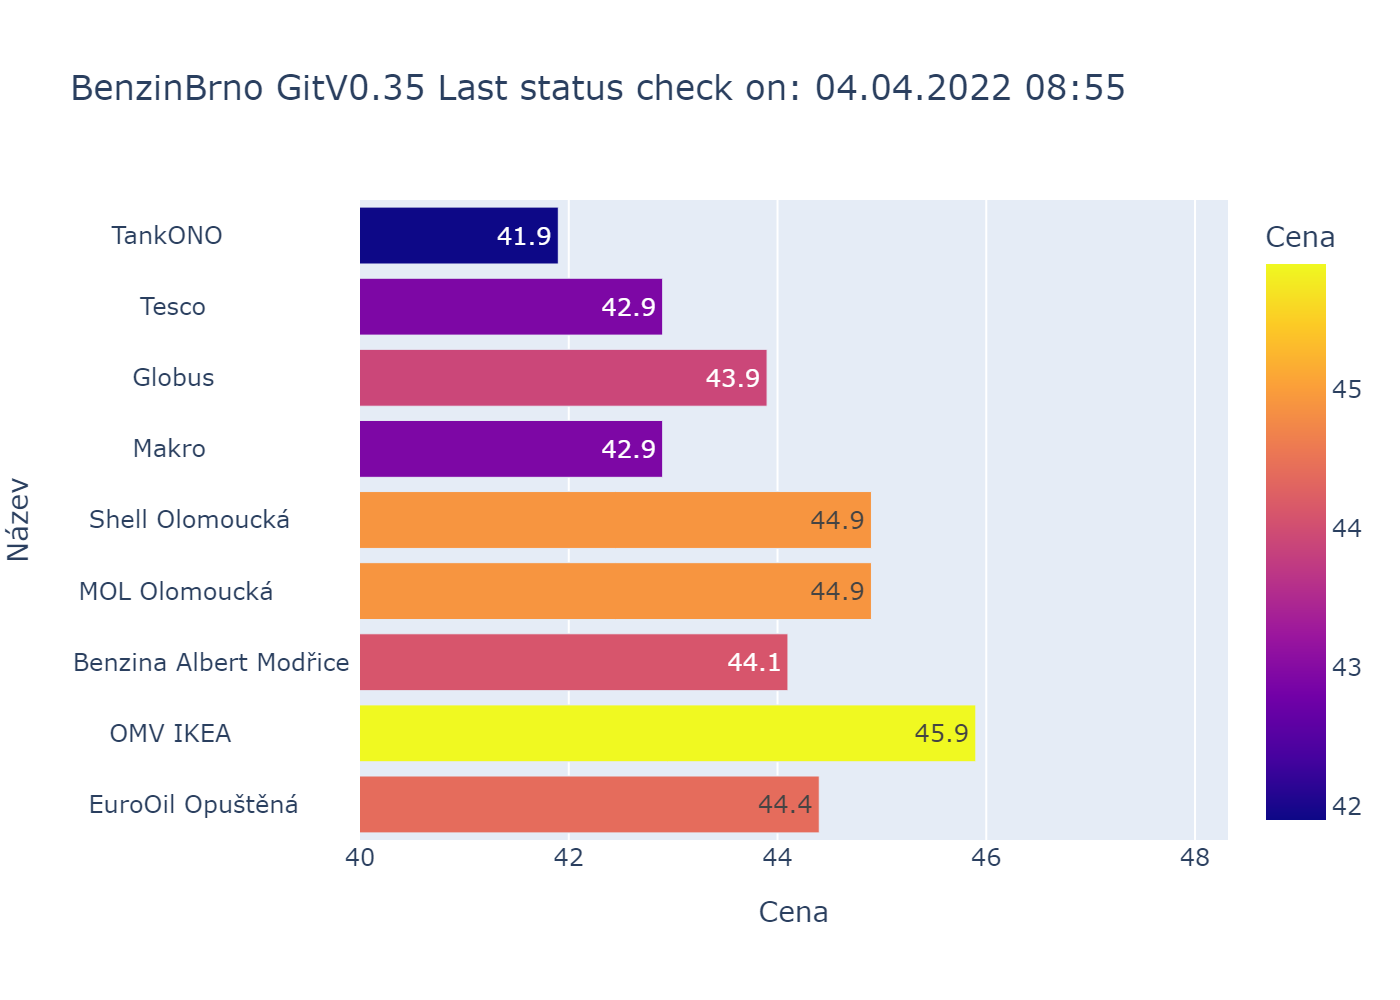 BenzinBrno GitV0.35 Last status check on: 04.04.2022 08:55
Název
TankONO
41.9
Tesco
42.9
Globus
43.9
Makro
42.9
Shell Olomoucká
44.9
MOL Olomoucká
44.9
Benzina Albert Modřice
44.1
OMV IKEA
45.9
EuroOil Opuštěná
44.4
40 42 44 46 48
Cena
Cena
45
44
43
42